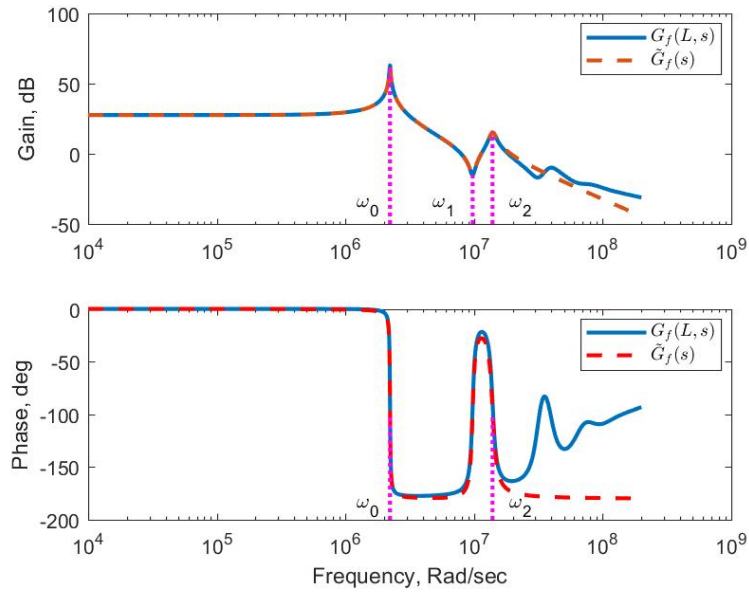 100
50
0
-50
Gain, dB
G_f(L, s)
G̃_f(s)
ω_0
ω_1
ω_2
10^4
10^5
10^6
10^7
10^8
10^9
0
-50
-100
-150
-200
Phase, deg
G_f(L, s)
G̃_f(s)
ω_0
ω_2
10^4
10^5
10^6
10^7
10^8
10^9
Frequency, Rad/sec